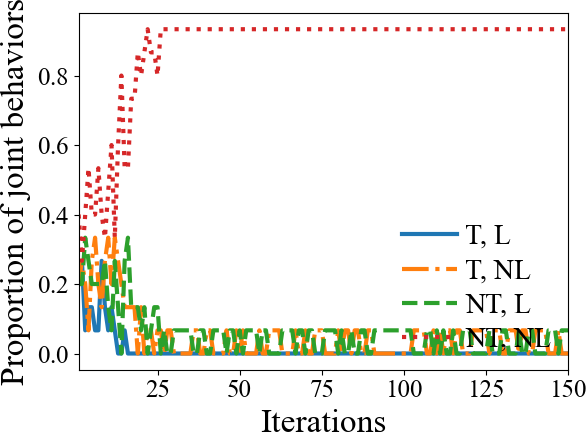 Proportion of joint behaviors
0.8
0.6
0.4
0.2
0.0
T, L
T, NL
NT, L
NT, NL
25
50
75
100
125
150
Iterations